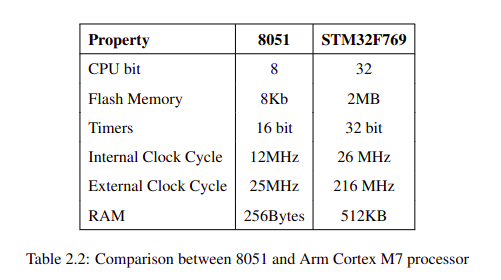 Property 8051 STM32F769
CPU bit 8 32
Flash Memory 8Kb 2MB
Timers 16 bit 32 bit
Internal Clock Cycle 12MHz 26 MHz
External Clock Cycle 25MHz 216 MHz
RAM 256Bytes 512KB
Table 2.2: Comparison between 8051 and Arm Cortex M7 processor